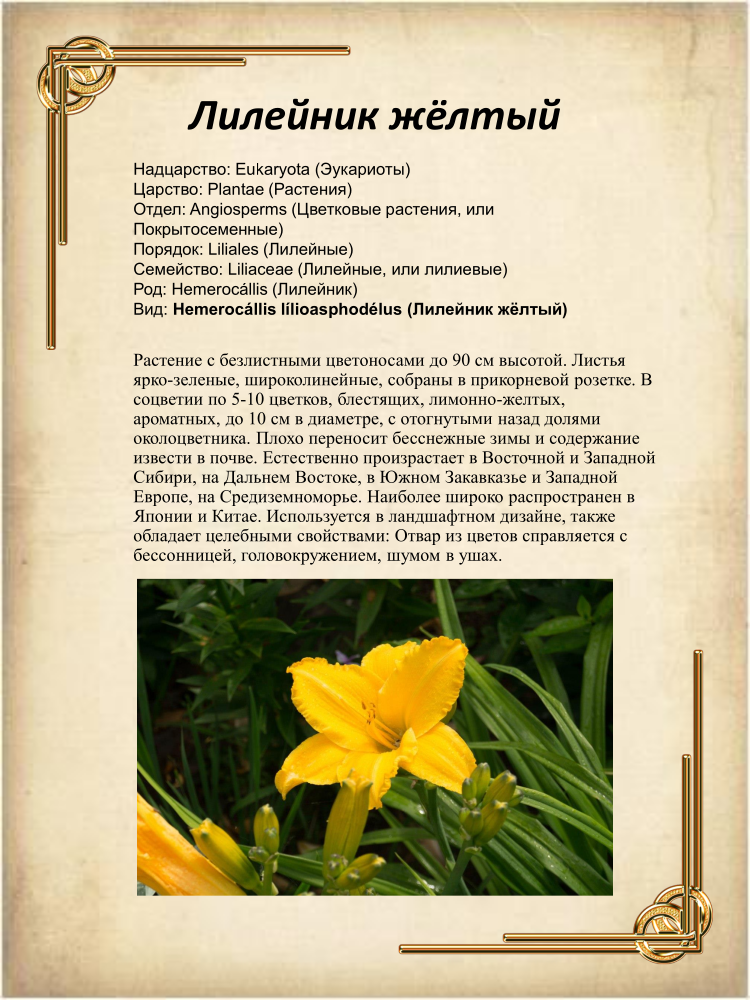 Лилейник жёлтый
Надцарство: Eukaryota (Эукариоты)
Царство: Plantae (Растения)
Отдел: Angiosperms (Цветковые растения, или
Покрытосеменные)
Порядок: Liliales (Лилейные)
Семейство: Liliaceae (Лилейные, или лилиевые)
Род: Hemerocállis (Лилейник)
Вид: Hemerocállis lílioasphodélus (Лилейник жёлтый)
Растение с безлистными цветоносами до 90 см высотой. Листья
ярко-зеленые, широколинейные, собраны в прикорневой розетке. В
соцветии по 5-10 цветков, блестящих, лимонно-желтых,
ароматных, до 10 см в диаметре, с отогнутыми назад долями
околоцветника. Плохо переносит бесснежные зимы и содержание
извести в почве. Естественно произрастает в Восточной и Западной
Сибири, на Дальнем Востоке, в Южном Закавказье и Западной
Европе, на Средиземноморье. Наиболее широко распространен в
Японии и Китае. Используется в ландшафтном дизайне, также
обладает целебными свойствами: Отвар из цветов справляется с
бессонницей, головокружением, шумом в ушах.